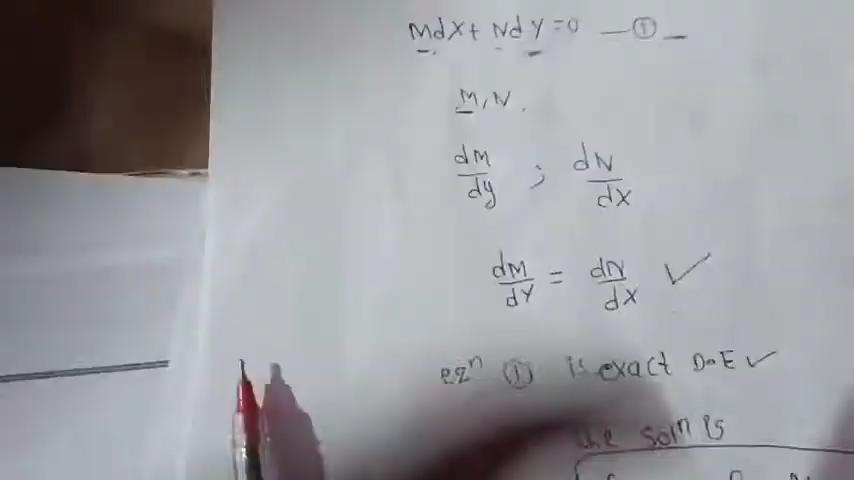 Mdx + Ndy = 0 — ①
M, N.
dM/dy ; dN/dx
dM/dy = dN/dx ✓
eqⁿ ① is exact D.E ✓
the solⁿ is